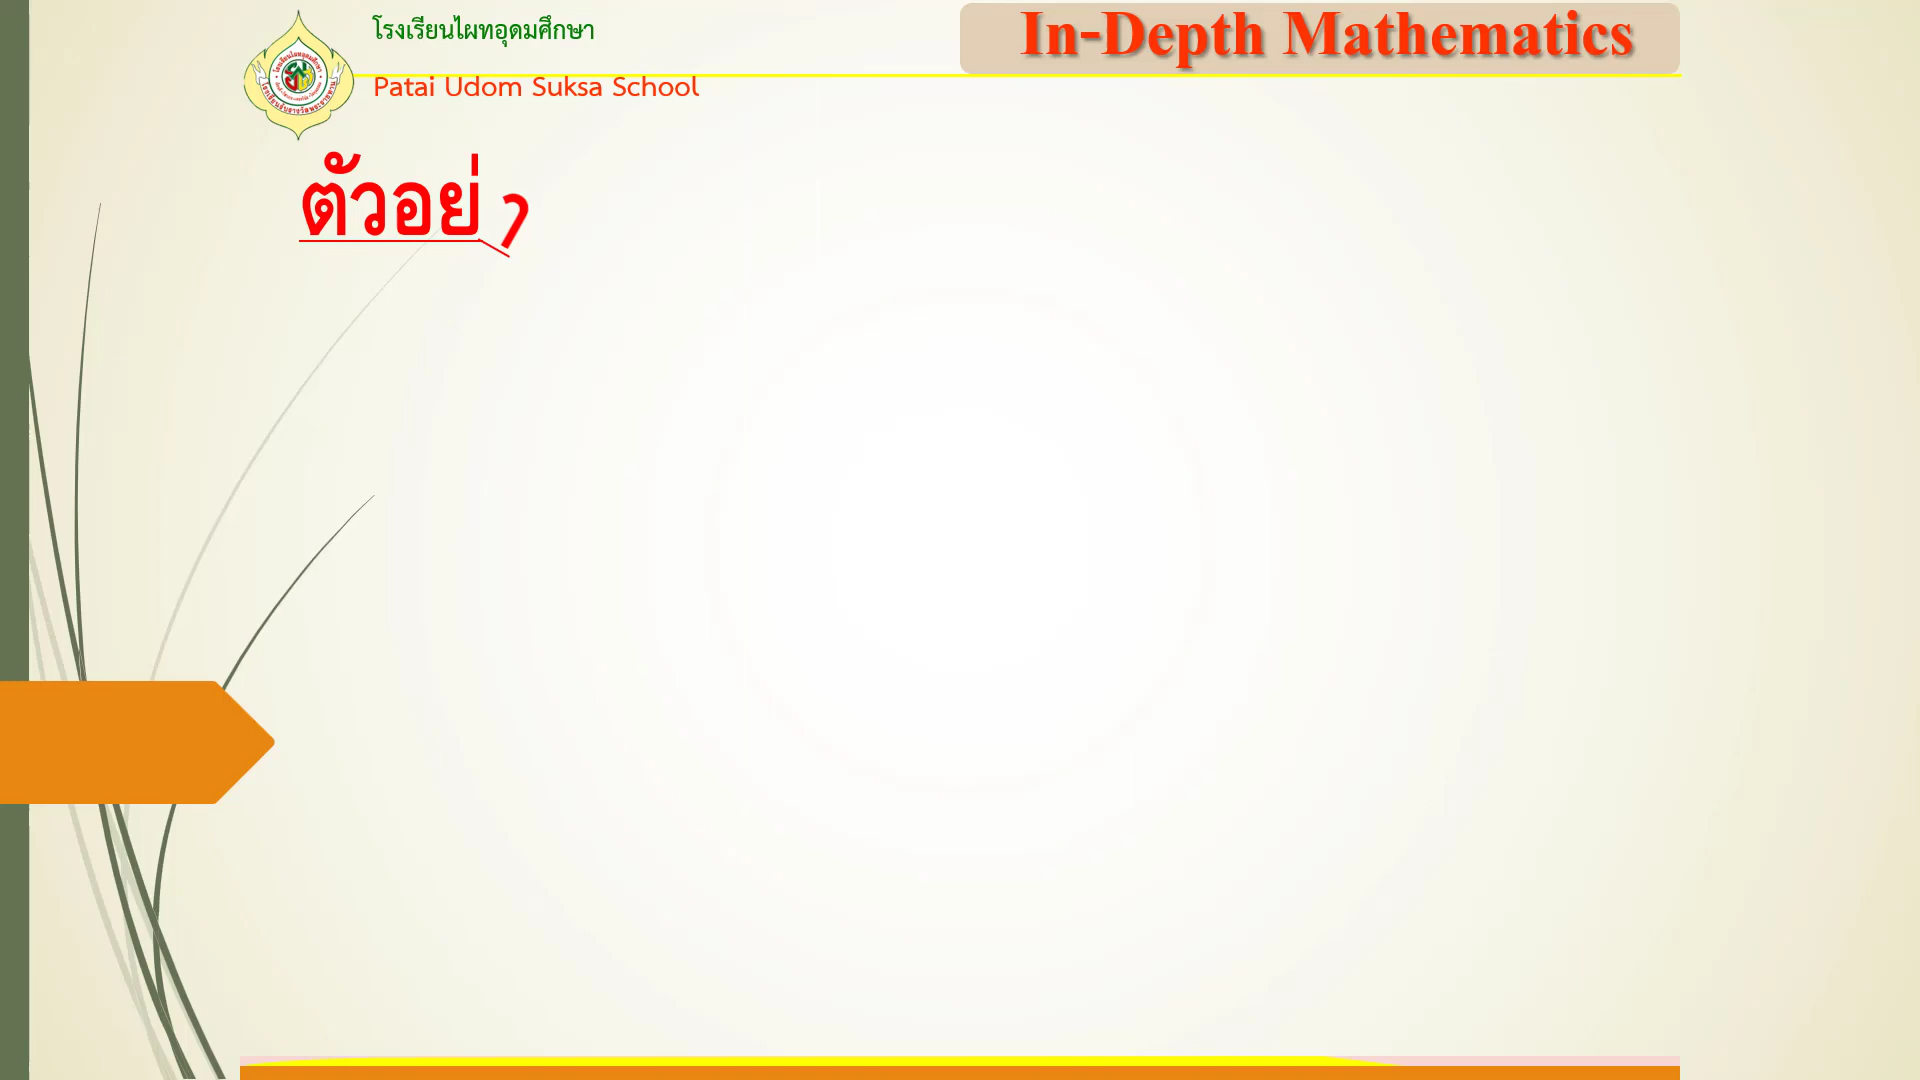 โรงเรียนไผทอุดมศึกษา
In-Depth Mathematics
Patai Udom Suksa School
ตัวอย่า